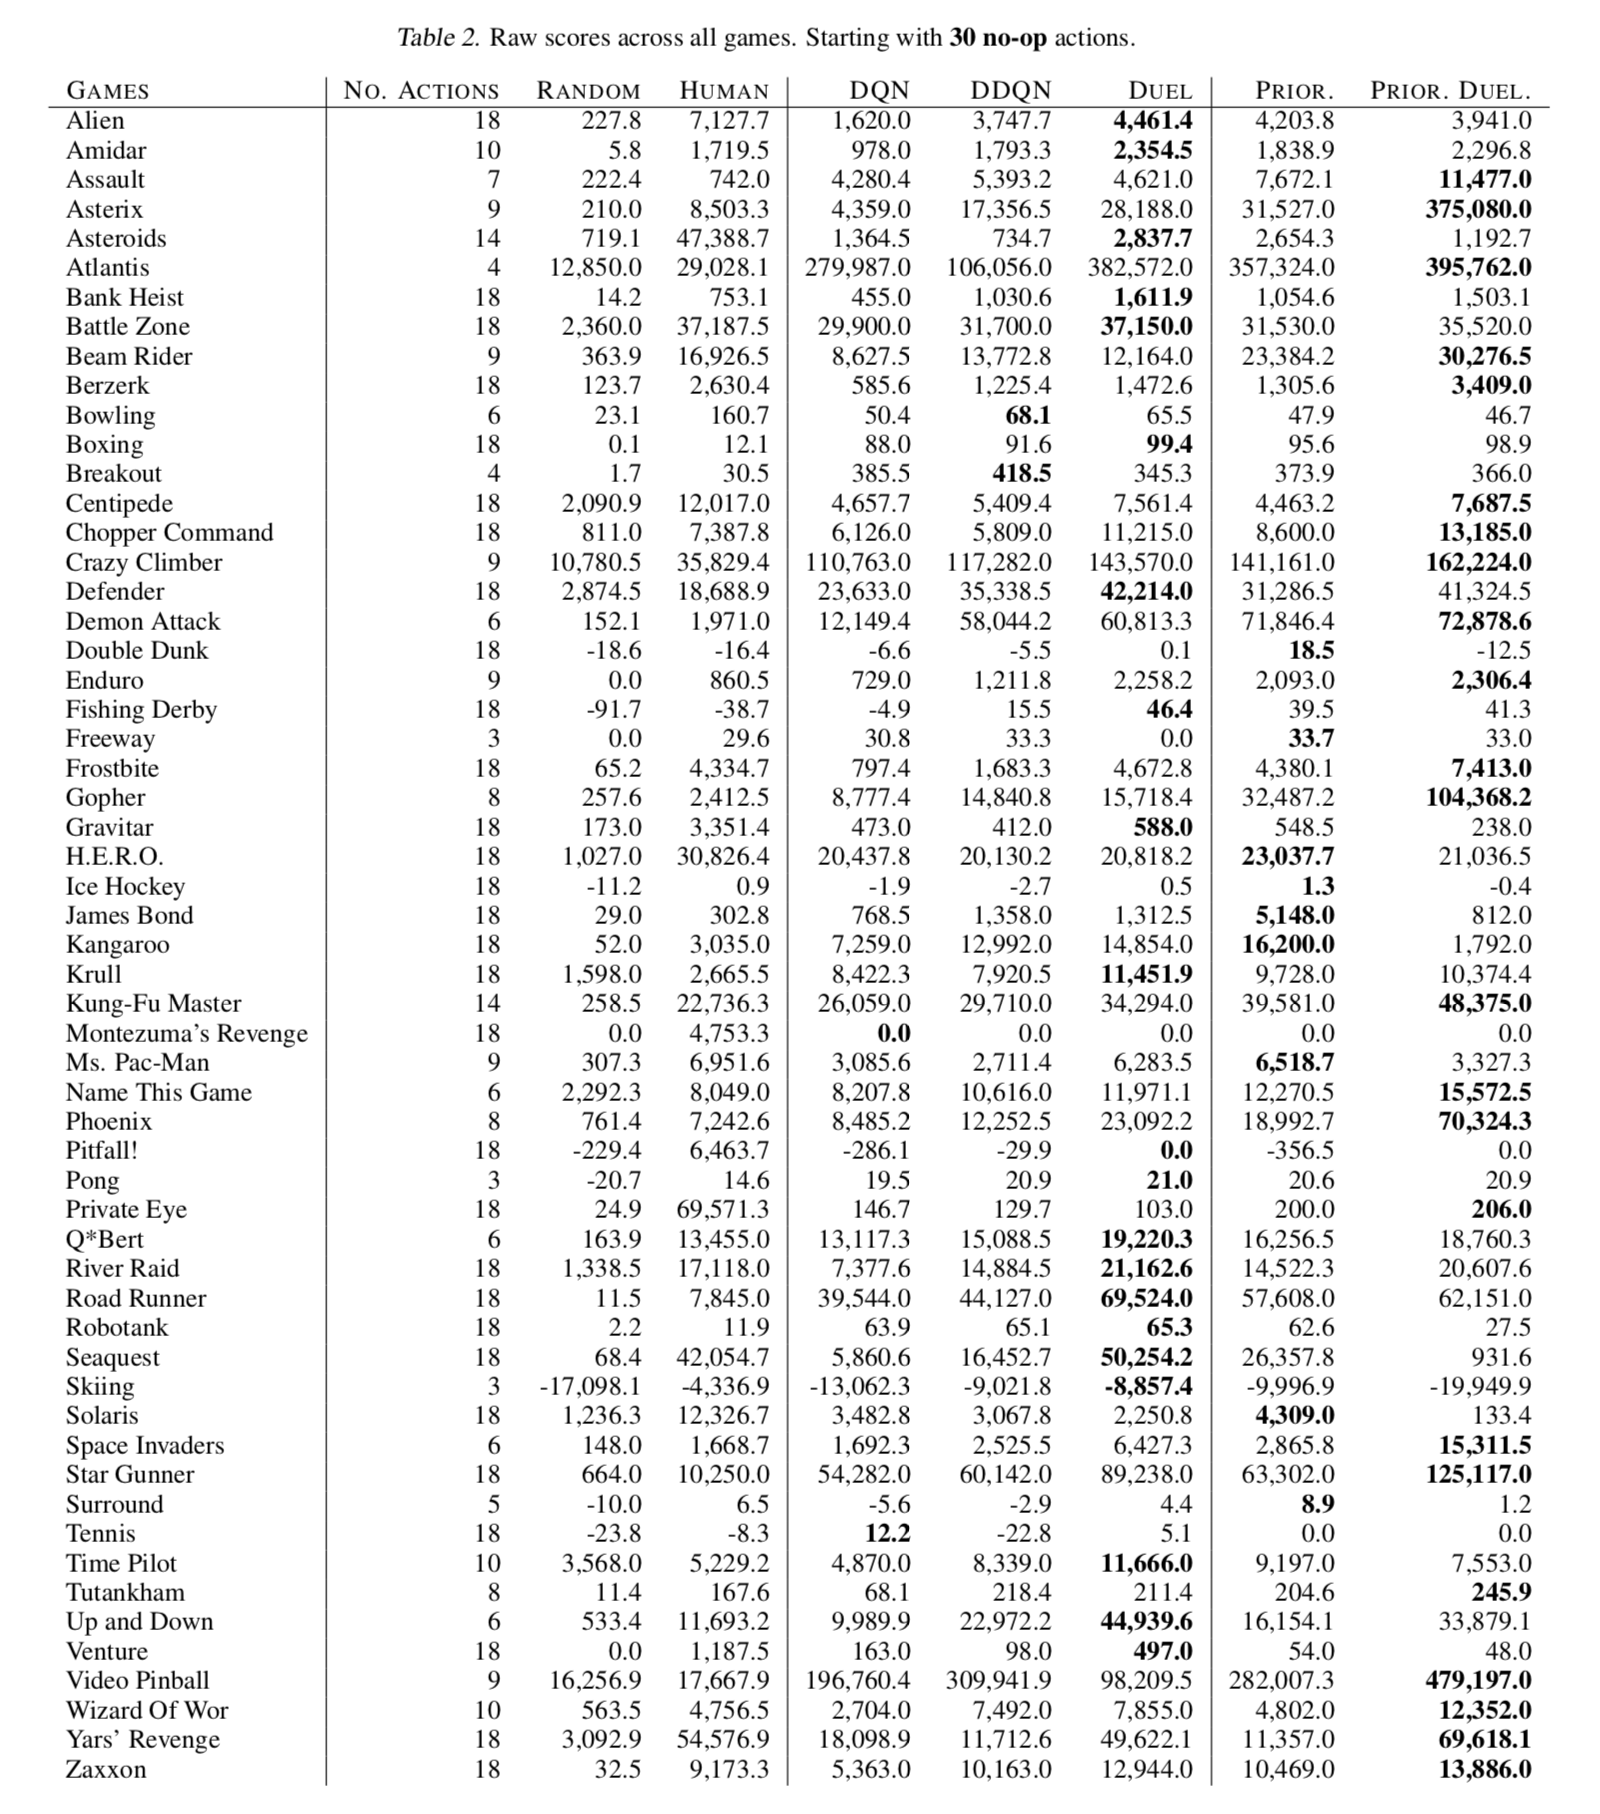 Table 2. Raw scores across all games. Starting with 30 no-op actions.
GAMES NO. ACTIONS RANDOM HUMAN DQN DDQN DUEL PRIOR. PRIOR. DUEL.
Alien 18 227.8 7,127.7 1,620.0 3,747.7 4,461.4 4,203.8 3,941.0
Amidar 10 5.8 1,719.5 978.0 1,793.3 2,354.5 1,838.9 2,296.8
Assault 7 222.4 742.0 4,280.4 5,393.2 4,621.0 7,672.1 11,477.0
Asterix 9 210.0 8,503.3 4,359.0 17,356.5 28,188.0 31,527.0 375,080.0
Asteroids 14 719.1 47,388.7 1,364.5 734.7 2,837.7 2,654.3 1,192.7
Atlantis 4 12,850.0 29,028.1 279,987.0 106,056.0 382,572.0 357,324.0 395,762.0
Bank Heist 18 14.2 753.1 455.0 1,030.6 1,611.9 1,054.6 1,503.1
Battle Zone 18 2,360.0 37,187.5 29,900.0 31,700.0 37,150.0 31,530.0 35,520.0
Beam Rider 9 363.9 16,926.5 8,627.5 13,772.8 12,164.0 23,384.2 30,276.5
Berzerk 18 123.7 2,630.4 585.6 1,225.4 1,472.6 1,305.6 3,409.0
Bowling 6 23.1 160.7 50.4 68.1 65.5 47.9 46.7
Boxing 18 0.1 12.1 88.0 91.6 99.4 95.6 98.9
Breakout 4 1.7 30.5 385.5 418.5 345.3 373.9 366.0
Centipede 18 2,090.9 12,017.0 4,657.7 5,409.4 7,561.4 4,463.2 7,687.5
Chopper Command 18 811.0 7,387.8 6,126.0 5,809.0 11,215.0 8,600.0 13,185.0
Crazy Climber 9 10,780.5 35,829.4 110,763.0 117,282.0 143,570.0 141,161.0 162,224.0
Defender 18 2,874.5 18,688.9 23,633.0 35,338.5 42,214.0 31,286.5 41,324.5
Demon Attack 6 152.1 1,971.0 12,149.4 58,044.2 60,813.3 71,846.4 72,878.6
Double Dunk 18 -18.6 -16.4 -6.6 -5.5 0.1 18.5 -12.5
Enduro 9 0.0 860.5 729.0 1,211.8 2,258.2 2,093.0 2,306.4
Fishing Derby 18 -91.7 -38.7 -4.9 15.5 46.4 39.5 41.3
Freeway 3 0.0 29.6 30.8 33.3 0.0 33.7 33.0
Frostbite 18 65.2 4,334.7 797.4 1,683.3 4,672.8 4,380.1 7,413.0
Gopher 8 257.6 2,412.5 8,777.4 14,840.8 15,718.4 32,487.2 104,368.2
Gravitar 18 173.0 3,351.4 473.0 412.0 588.0 548.5 238.0
H.E.R.O. 18 1,027.0 30,826.4 20,437.8 20,130.2 20,818.2 23,037.7 21,036.5
Ice Hockey 18 -11.2 0.9 -1.9 -2.7 0.5 1.3 -0.4
James Bond 18 29.0 302.8 768.5 1,358.0 1,312.5 5,148.0 812.0
Kangaroo 18 52.0 3,035.0 7,259.0 12,992.0 14,854.0 16,200.0 1,792.0
Krull 18 1,598.0 2,665.5 8,422.3 7,920.5 11,451.9 9,728.0 10,374.4
Kung-Fu Master 14 258.5 22,736.3 26,059.0 29,710.0 34,294.0 39,581.0 48,375.0
Montezuma's Revenge 18 0.0 4,753.3 0.0 0.0 0.0 0.0 0.0
Ms. Pac-Man 9 307.3 6,951.6 3,085.6 2,711.4 6,283.5 6,518.7 3,327.3
Name This Game 6 2,292.3 8,049.0 8,207.8 10,616.0 11,971.1 12,270.5 15,572.5
Phoenix 8 761.4 7,242.6 8,485.2 12,252.5 23,092.2 18,992.7 70,324.3
Pitfall! 18 -229.4 6,463.7 -286.1 -29.9 0.0 -356.5 0.0
Pong 3 -20.7 14.6 19.5 20.9 21.0 20.6 20.9
Private Eye 18 24.9 69,571.3 146.7 129.7 103.0 200.0 206.0
Q*Bert 6 163.9 13,455.0 13,117.3 15,088.5 19,220.3 16,256.5 18,760.3
River Raid 18 1,338.5 17,118.0 7,377.6 14,884.5 21,162.6 14,522.3 20,607.6
Road Runner 18 11.5 7,845.0 39,544.0 44,127.0 69,524.0 57,608.0 62,151.0
Robotank 18 2.2 11.9 63.9 65.1 65.3 62.6 27.5
Seaquest 18 68.4 42,054.7 5,860.6 16,452.7 50,254.2 26,357.8 931.6
Skiing 3 -17,098.1 -4,336.9 -13,062.3 -9,021.8 -8,857.4 -9,996.9 -19,949.9
Solaris 18 1,236.3 12,326.7 3,482.8 3,067.8 2,250.8 4,309.0 133.4
Space Invaders 6 148.0 1,668.7 1,692.3 2,525.5 6,427.3 2,865.8 15,311.5
Star Gunner 18 664.0 10,250.0 54,282.0 60,142.0 89,238.0 63,302.0 125,117.0
Surround 5 -10.0 6.5 -5.6 -2.9 4.4 8.9 1.2
Tennis 18 -23.8 -8.3 12.2 -22.8 5.1 0.0 0.0
Time Pilot 10 3,568.0 5,229.2 4,870.0 8,339.0 11,666.0 9,197.0 7,553.0
Tutankham 8 11.4 167.6 68.1 218.4 211.4 204.6 245.9
Up and Down 6 533.4 11,693.2 9,989.9 22,972.2 44,939.6 16,154.1 33,879.1
Venture 18 0.0 1,187.5 163.0 98.0 497.0 54.0 48.0
Video Pinball 9 16,256.9 17,667.9 196,760.4 309,941.9 98,209.5 282,007.3 479,197.0
Wizard Of Wor 10 563.5 4,756.5 2,704.0 7,492.0 7,855.0 4,802.0 12,352.0
Yars' Revenge 18 3,092.9 54,576.9 18,098.9 11,712.6 49,622.1 11,357.0 69,618.1
Zaxxon 18 32.5 9,173.3 5,363.0 10,163.0 12,944.0 10,469.0 13,886.0